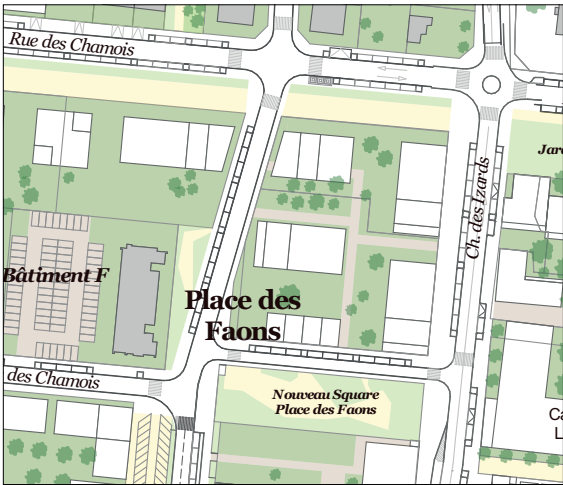 Rue des Chamois
Jar
Ch. des Izards
Bâtiment F
Place des
Faons
des Chamois
Nouveau Square
Place des Faons
Ca
L